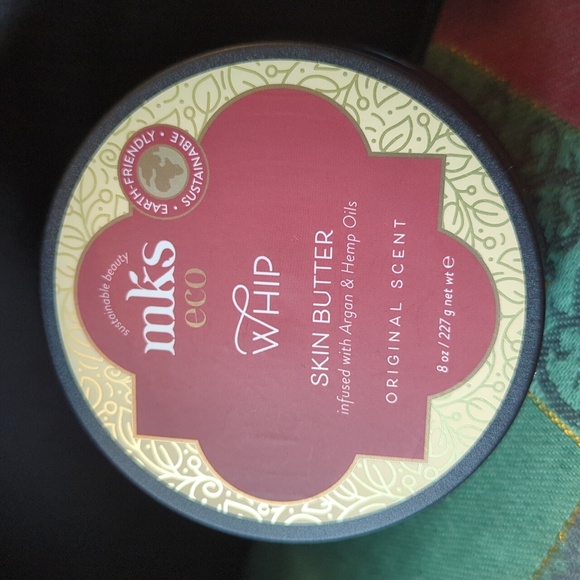 EARTH-FRIENDLY • SUSTAINABLE •
sustainable beauty
mks
eco
WHIP
SKIN BUTTER
infused with Argan & Hemp Oils
ORIGINAL SCENT
8 oz / 227 g net wt ℮